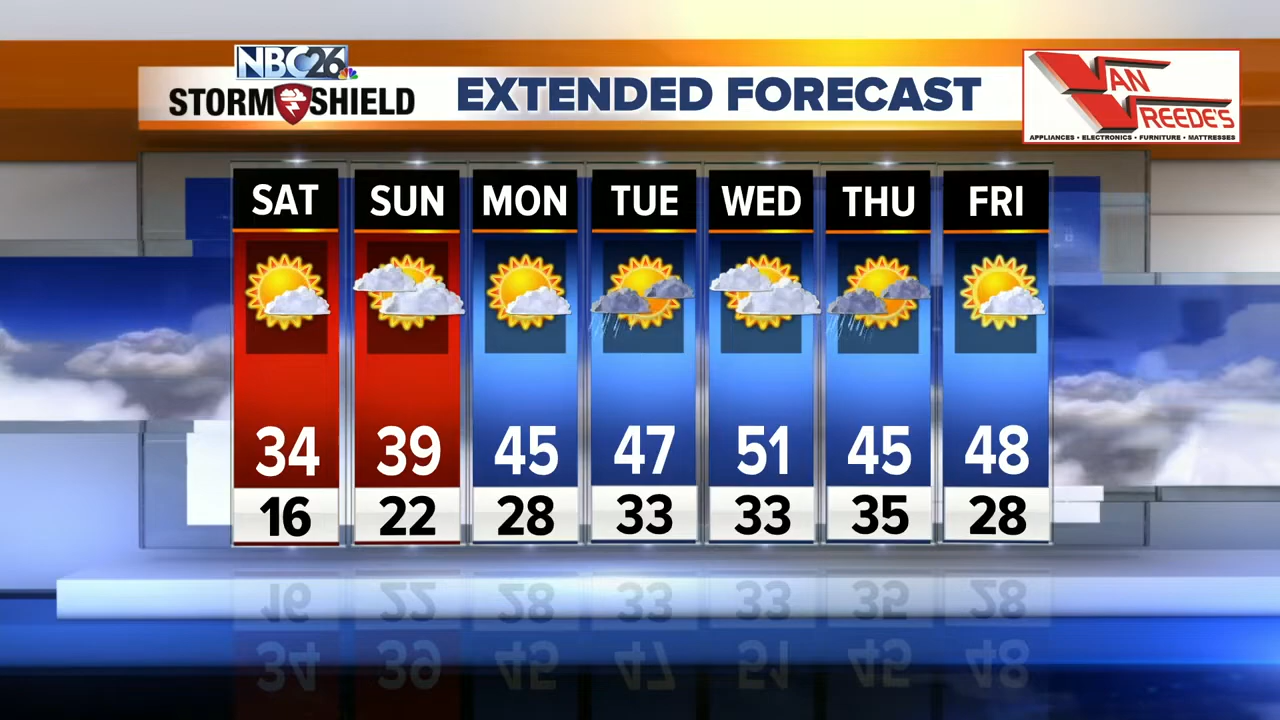 NBC26
STORM SHIELD
EXTENDED FORECAST
VAN VREEDE'S
APPLIANCES • ELECTRONICS • FURNITURE • MATTRESSES
SAT SUN MON TUE WED THU FRI
34 39 45 47 51 45 48
16 22 28 33 33 35 28